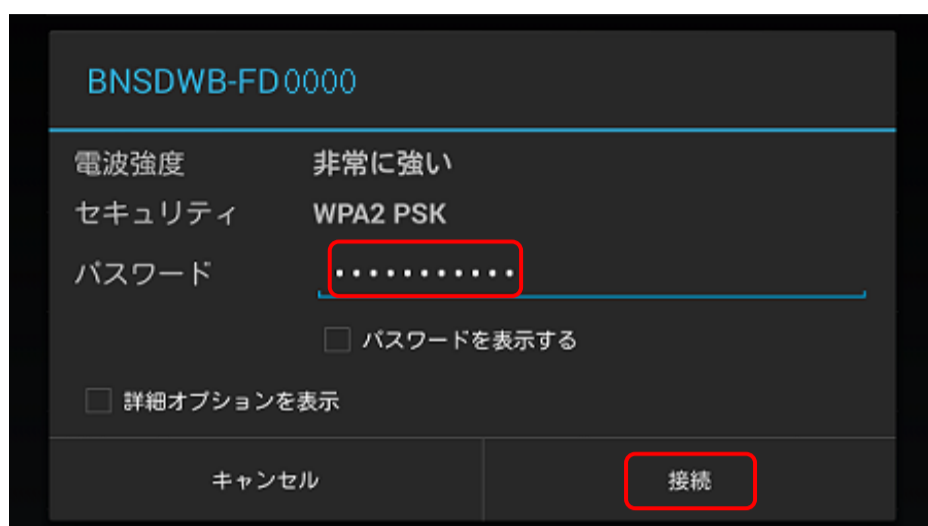 BNSDWB-FD0000
電波強度 非常に強い
セキュリティ WPA2 PSK
パスワード ・・・・・・・・・・・
パスワードを表示する
詳細オプションを表示
キャンセル 接続